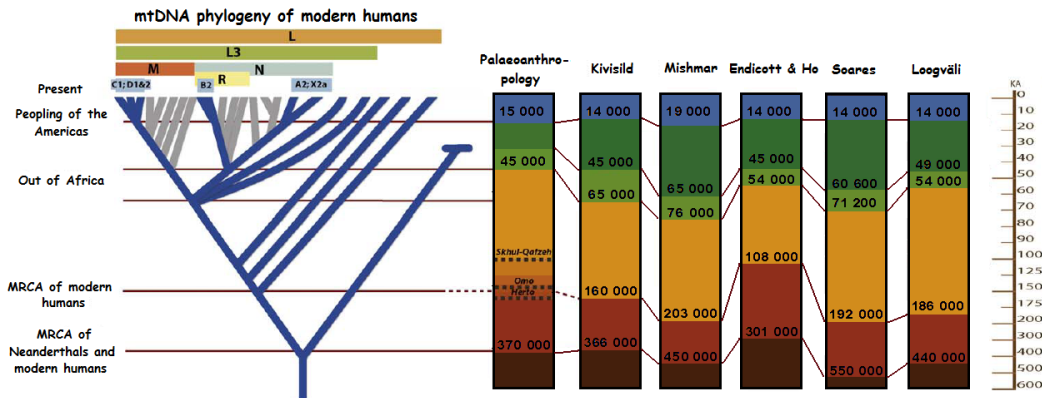 mtDNA phylogeny of modern humans
L
L3
M
N
R
C1; D1&2
B2
A2; X2a
Present
Peopling of the
Americas
Out of Africa
MRCA of modern
humans
MRCA of
Neanderthals and
modern humans
Palaeoanthro-
pology
15 000
45 000
Skhul-Qafzeh
Omo
Herto
370 000
Kivisild
14 000
45 000
65 000
160 000
366 000
Mishmar
19 000
65 000
76 000
203 000
450 000
Endicott & Ho
14 000
45 000
54 000
108 000
301 000
Soares
14 000
60 600
71 200
192 000
550 000
Loogväli
14 000
49 000
54 000
186 000
440 000
KA
0
10
20
30
40
50
60
70
80
90
100
125
150
175
200
300
400
500
600